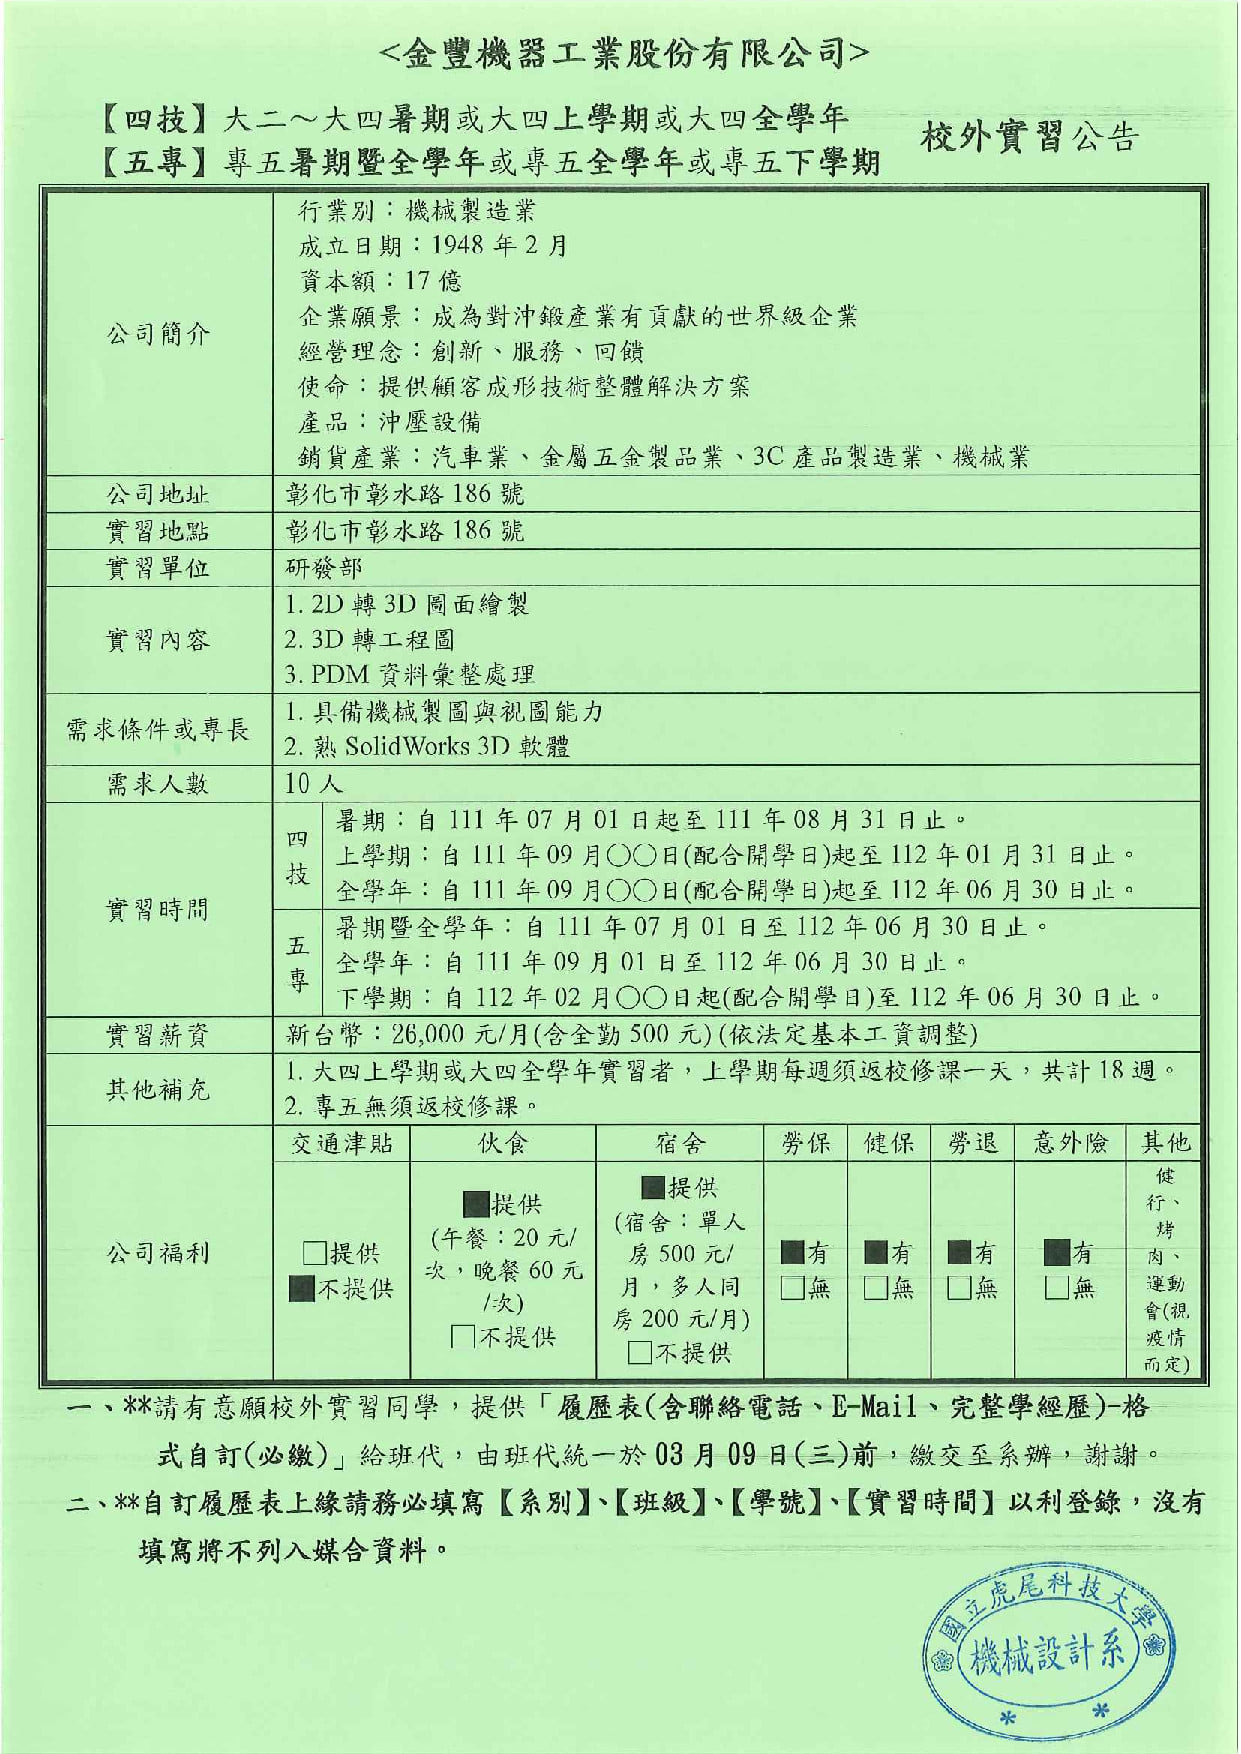 <金豐機器工業股份有限公司>
【四技】大二～大四暑期或大四上學期或大四全學年
【五專】專五暑期暨全學年或專五全學年或專五下學期
校外實習公告
公司簡介
行業別：機械製造業
成立日期：1948 年 2 月
資本額：17 億
企業願景：成為對沖鍛產業有貢獻的世界級企業
經營理念：創新、服務、回饋
使命：提供顧客成形技術整體解決方案
產品：沖壓設備
銷貨產業：汽車業、金屬五金製品業、3C 產品製造業、機械業
公司地址 彰化市彰水路 186 號
實習地點 彰化市彰水路 186 號
實習單位 研發部
實習內容
1. 2D 轉 3D 圖面繪製
2. 3D 轉工程圖
3. PDM 資料彙整處理
需求條件或專長
1. 具備機械製圖與視圖能力
2. 熟 SolidWorks 3D 軟體
需求人數 10 人
實習時間
四技
暑期：自 111 年 07 月 01 日起至 111 年 08 月 31 日止。
上學期：自 111 年 09 月○○日(配合開學日)起至 112 年 01 月 31 日止。
全學年：自 111 年 09 月○○日(配合開學日)起至 112 年 06 月 30 日止。
五專
暑期暨全學年：自 111 年 07 月 01 日至 112 年 06 月 30 日止。
全學年：自 111 年 09 月 01 日至 112 年 06 月 30 日止。
下學期：自 112 年 02 月○○日起(配合開學日)至 112 年 06 月 30 日止。
實習薪資 新台幣：26,000 元/月(含全勤 500 元)(依法定基本工資調整)
其他補充
1. 大四上學期或大四全學年實習者，上學期每週須返校修課一天，共計 18 週。
2. 專五無須返校修課。
公司福利
交通津貼 伙食 宿舍 勞保 健保 勞退 意外險 其他
□提供
■不提供
■提供
(午餐：20 元/
次，晚餐 60 元
/次)
□不提供
■提供
(宿舍：單人
房 500 元/
月，多人同
房 200 元/月)
□不提供
■有
□無
■有
□無
■有
□無
■有
□無
健
行、
烤
肉、
運動
會(視
疫情
而定)
一、**請有意願校外實習同學，提供「履歷表(含聯絡電話、E-Mail、完整學經歷)-格
式自訂(必繳)」給班代，由班代統一於 03 月 09 日(三)前，繳交至系辦，謝謝。
二、**自訂履歷表上緣請務必填寫【系別】、【班級】、【學號】、【實習時間】以利登錄，沒有
填寫將不列入媒合資料。
國立虎尾科技大學
機械設計系
* *